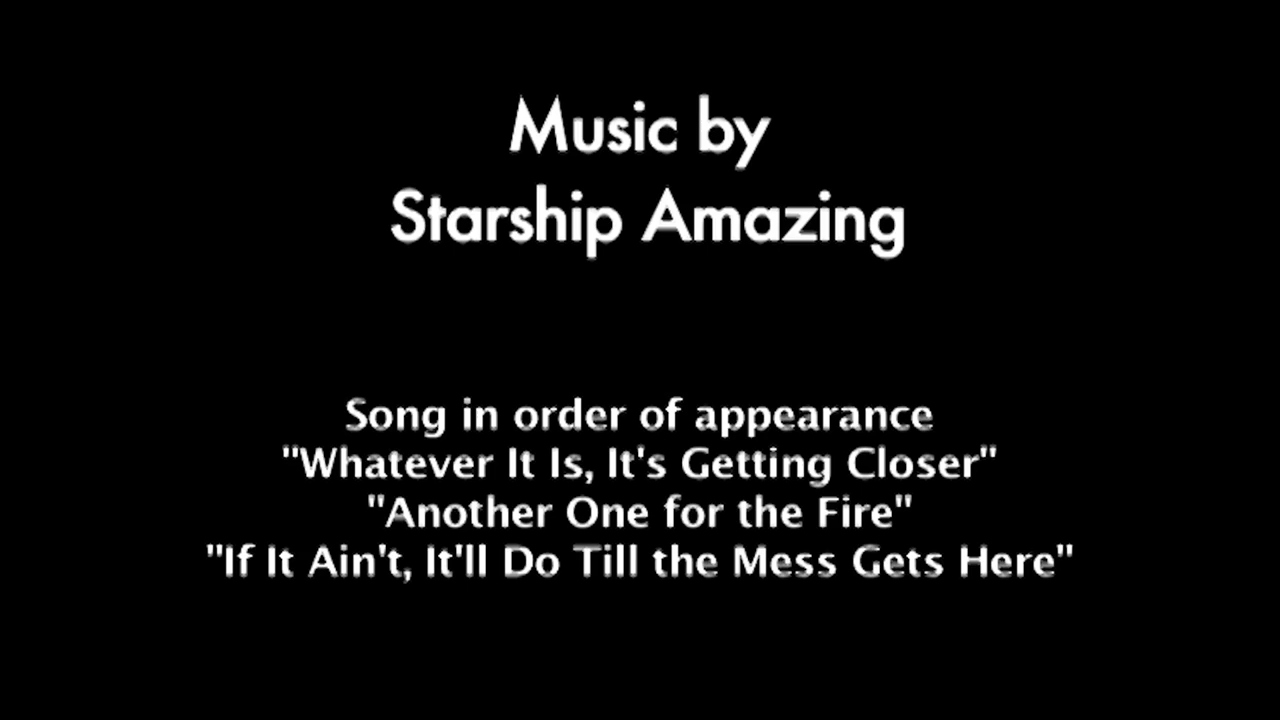 Music by
Starship Amazing
Song in order of appearance
"Whatever It Is, It's Getting Closer"
"Another One for the Fire"
"If It Ain't, It'll Do Till the Mess Gets Here"